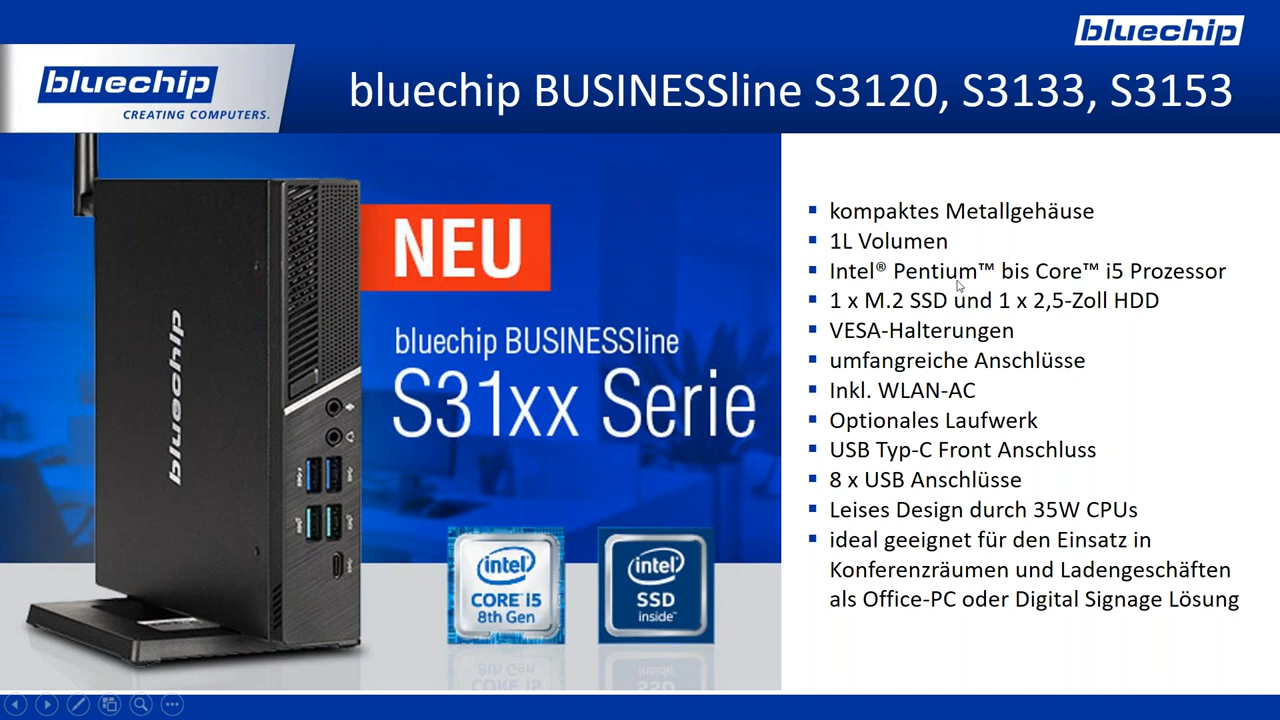 bluechip
bluechip
CREATING COMPUTERS.
bluechip BUSINESSline S3120, S3133, S3153
NEU
bluechip BUSINESSline
S31xx Serie
bluechip
intel
CORE i5
8th Gen
intel
SSD
inside™
kompaktes Metallgehäuse
1L Volumen
Intel® Pentium™ bis Core™ i5 Prozessor
1 x M.2 SSD und 1 x 2,5-Zoll HDD
VESA-Halterungen
umfangreiche Anschlüsse
Inkl. WLAN-AC
Optionales Laufwerk
USB Typ-C Front Anschluss
8 x USB Anschlüsse
Leises Design durch 35W CPUs
ideal geeignet für den Einsatz in
Konferenzräumen und Ladengeschäften
als Office-PC oder Digital Signage Lösung